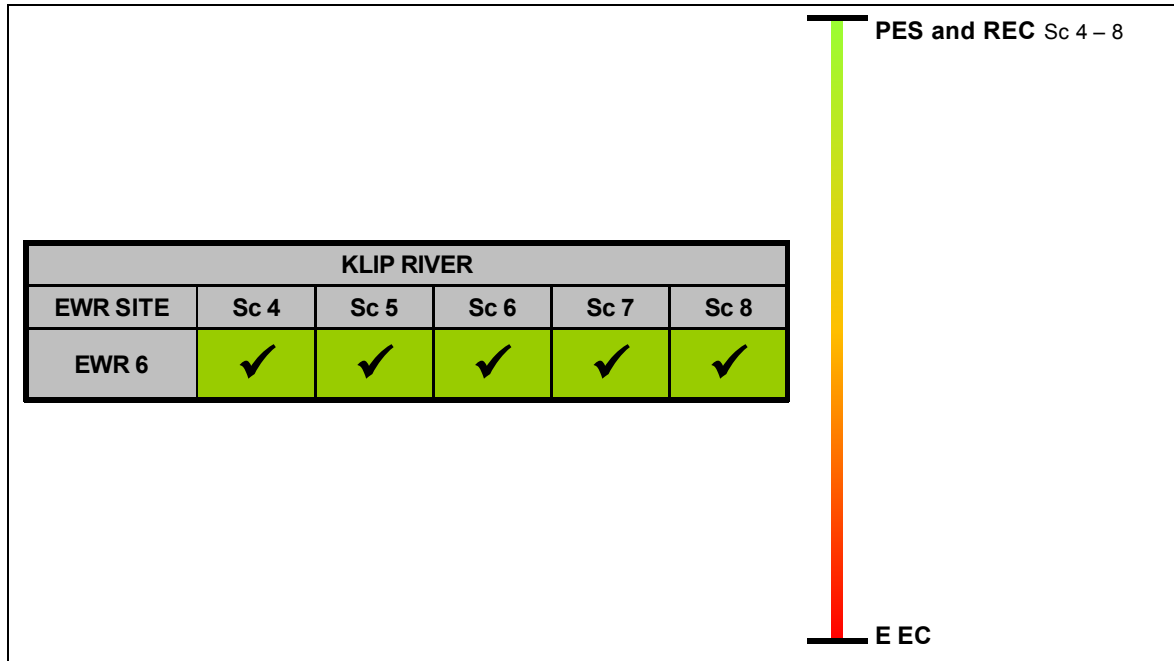 PES and REC Sc 4 – 8
KLIP RIVER
EWR SITE Sc 4 Sc 5 Sc 6 Sc 7 Sc 8
EWR 6 ✓ ✓ ✓ ✓ ✓
E EC